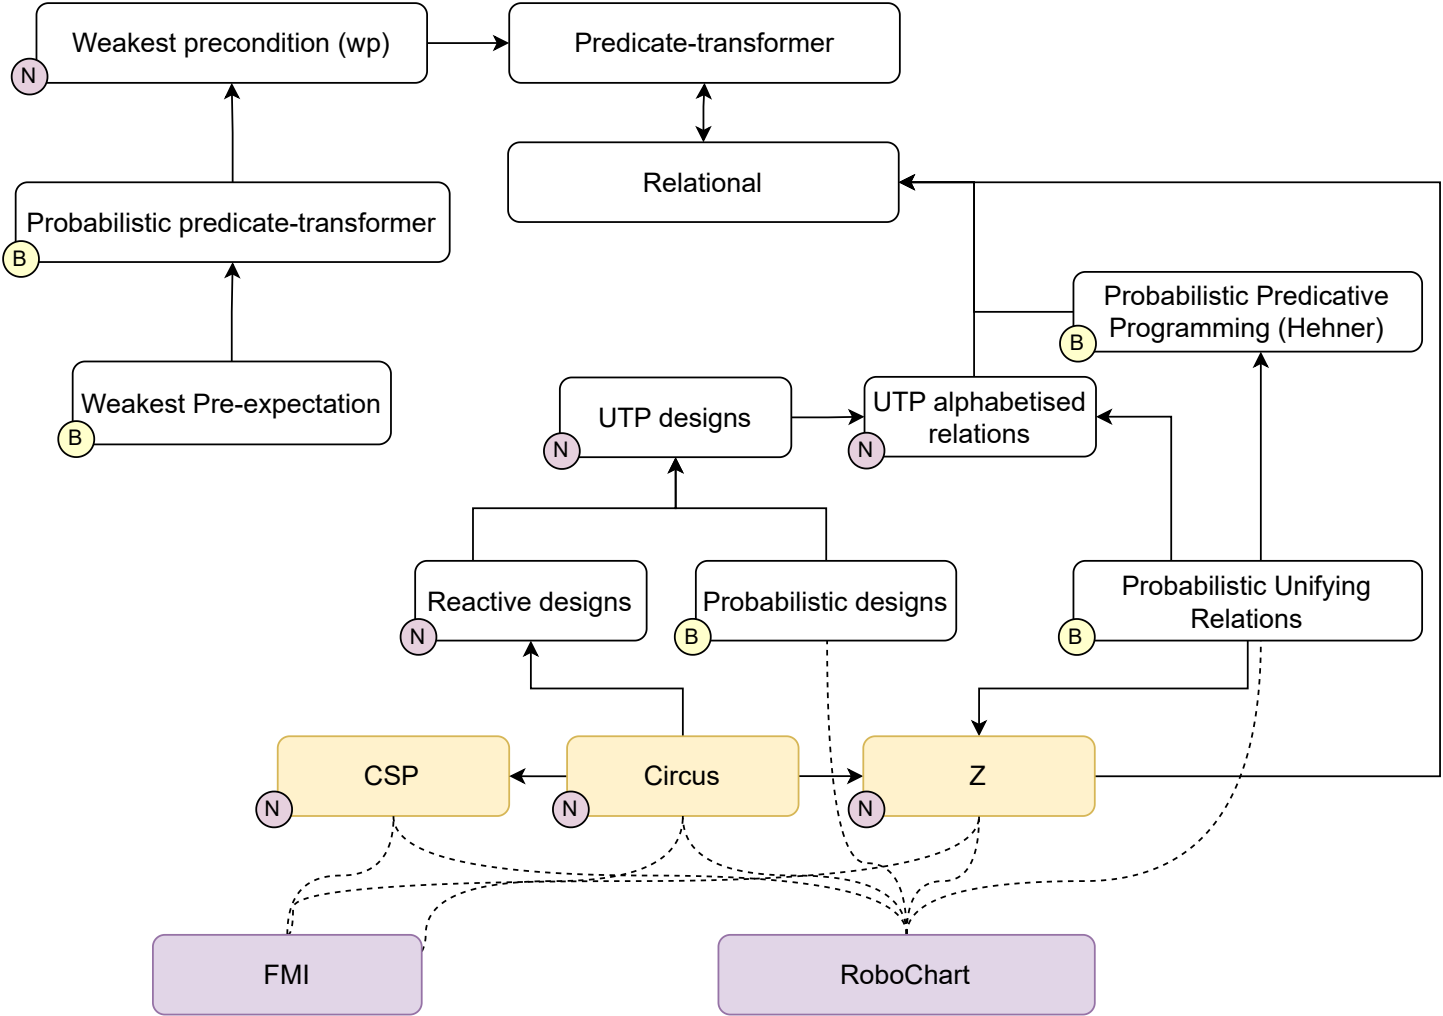 Weakest precondition (wp)
Predicate-transformer
N
Relational
Probabilistic predicate-transformer
B
Probabilistic Predicative
Programming (Hehner)
B
Weakest Pre-expectation
B
UTP designs
N
UTP alphabetised
relations
N
Reactive designs
N
Probabilistic designs
B
Probabilistic Unifying
Relations
B
CSP
N
Circus
N
Z
N
FMI
RoboChart